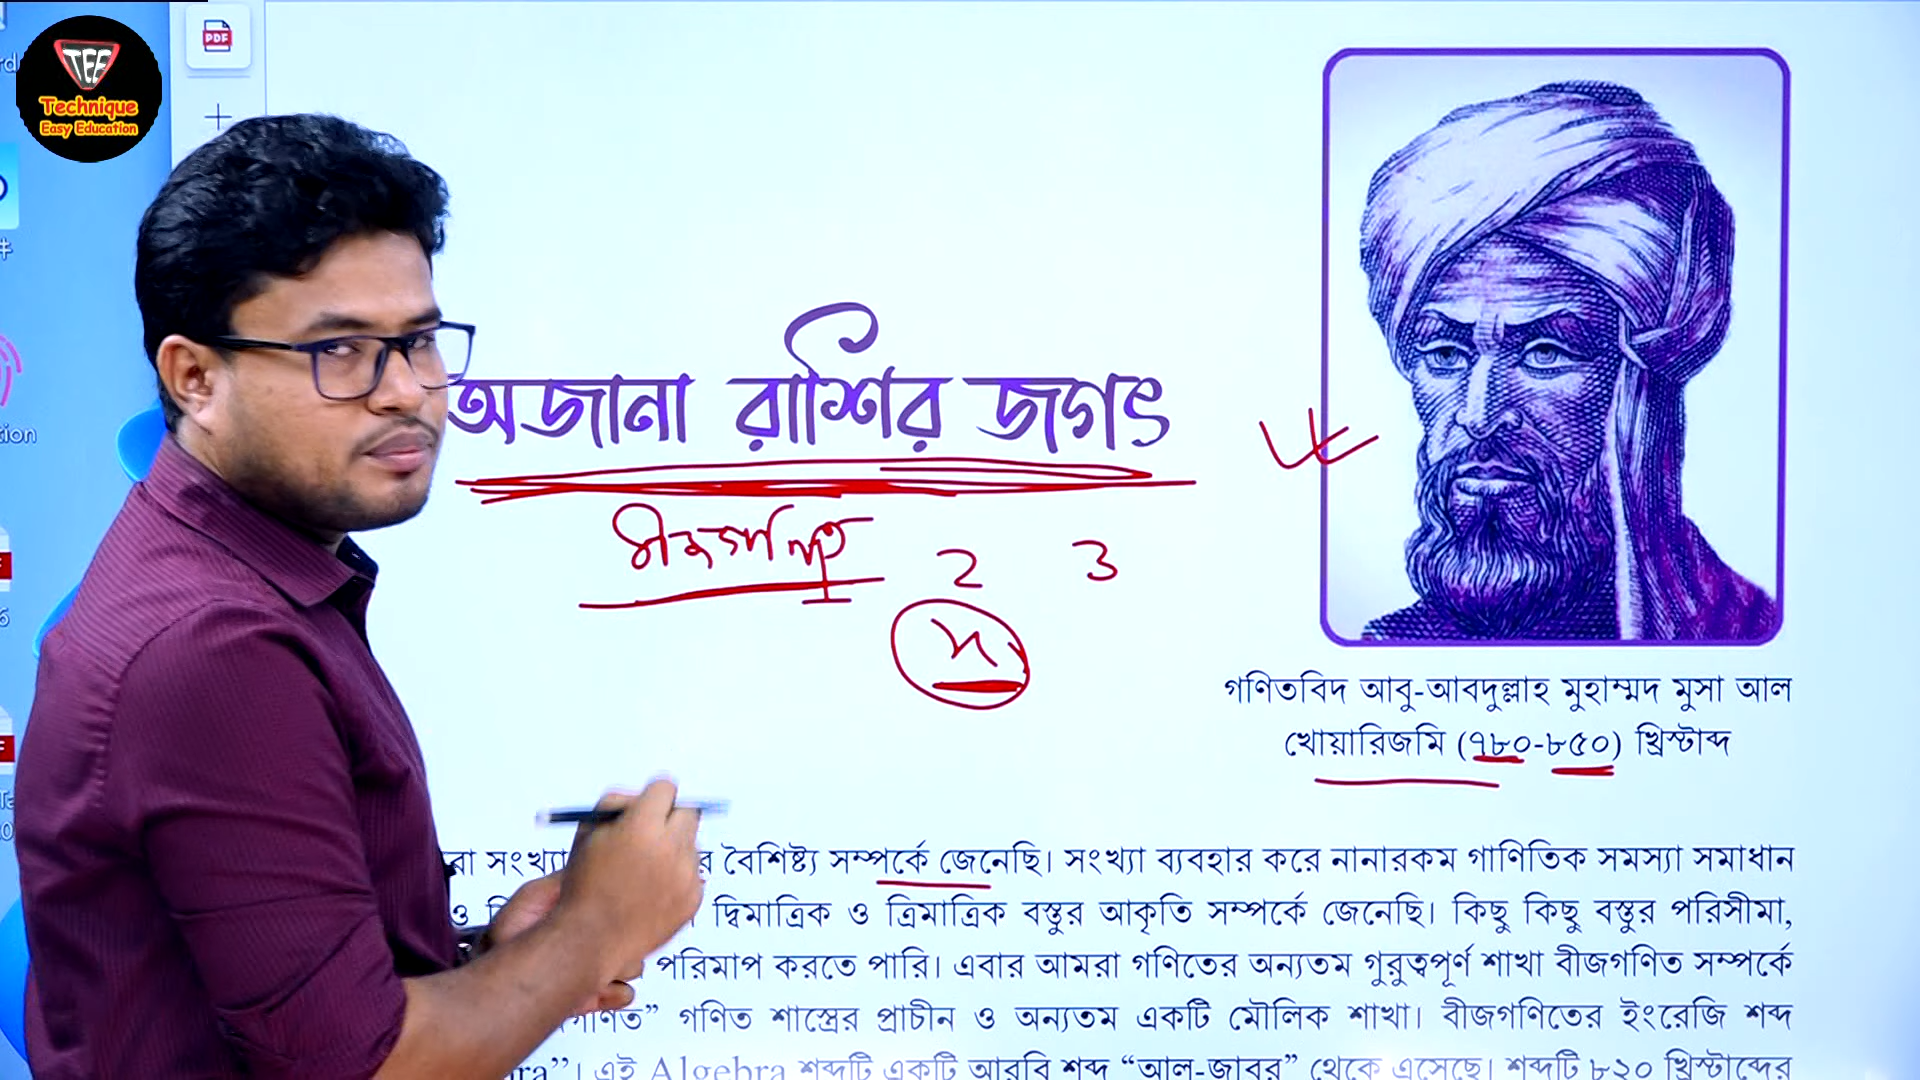 PDF
TEE
Technique
Easy Education
অজানা রাশির জগৎ
বীজগণিত
2 3
গণিতবিদ আবু-আবদুল্লাহ মুহাম্মদ মুসা আল
খোয়ারিজমি (৭৮০-৮৫০) খ্রিস্টাব্দ
রা সংখ্যা র বৈশিষ্ট্য সম্পর্কে জেনেছি। সংখ্যা ব্যবহার করে নানারকম গাণিতিক সমস্যা সমাধান
ও দ্বিমাত্রিক ও ত্রিমাত্রিক বস্তুর আকৃতি সম্পর্কে জেনেছি। কিছু কিছু বস্তুর পরিসীমা,
পরিমাপ করতে পারি। এবার আমরা গণিতের অন্যতম গুরুত্বপূর্ণ শাখা বীজগণিত সম্পর্কে
গণিত” গণিত শাস্ত্রের প্রাচীন ও অন্যতম একটি মৌলিক শাখা। বীজগণিতের ইংরেজি শব্দ
ra”। এই Algebra শব্দটি একটি আরবি শব্দ “আল-জাবর” থেকে এসেছে। শব্দটি ৮২০ খ্রিস্টাব্দের